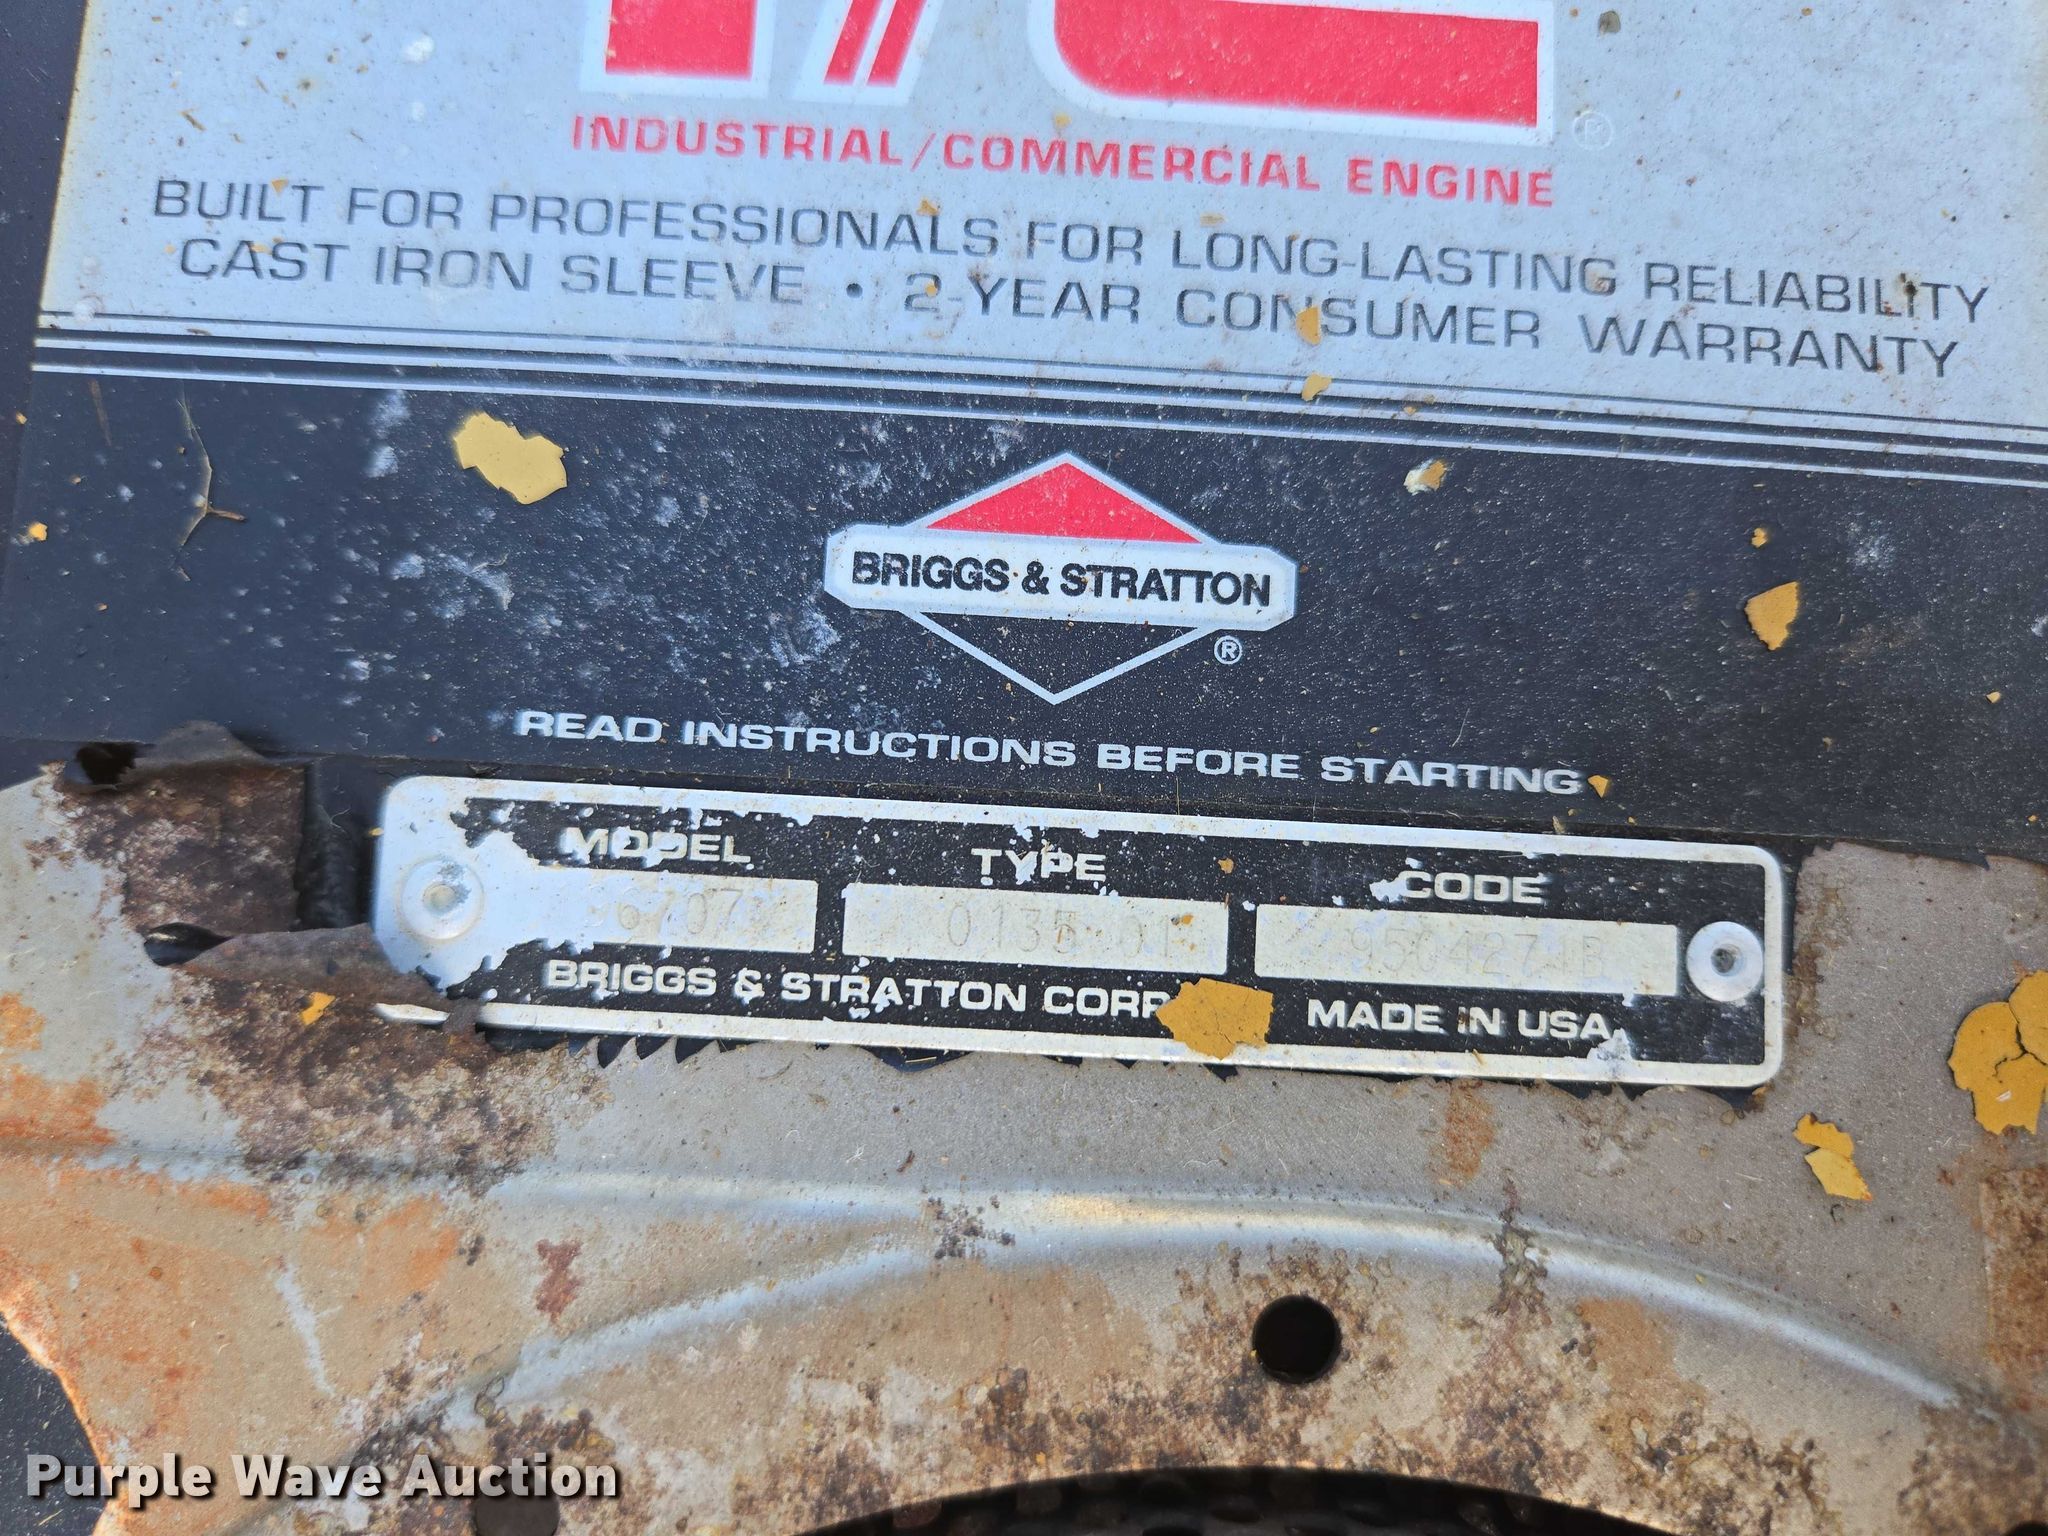 I/C
®
INDUSTRIAL/COMMERCIAL ENGINE
BUILT FOR PROFESSIONALS FOR LONG-LASTING RELIABILITY
CAST IRON SLEEVE • 2-YEAR CONSUMER WARRANTY
BRIGGS & STRATTON
®
READ INSTRUCTIONS BEFORE STARTING
MODEL TYPE CODE
BRIGGS & STRATTON CORP. MADE IN USA
Purple Wave Auction